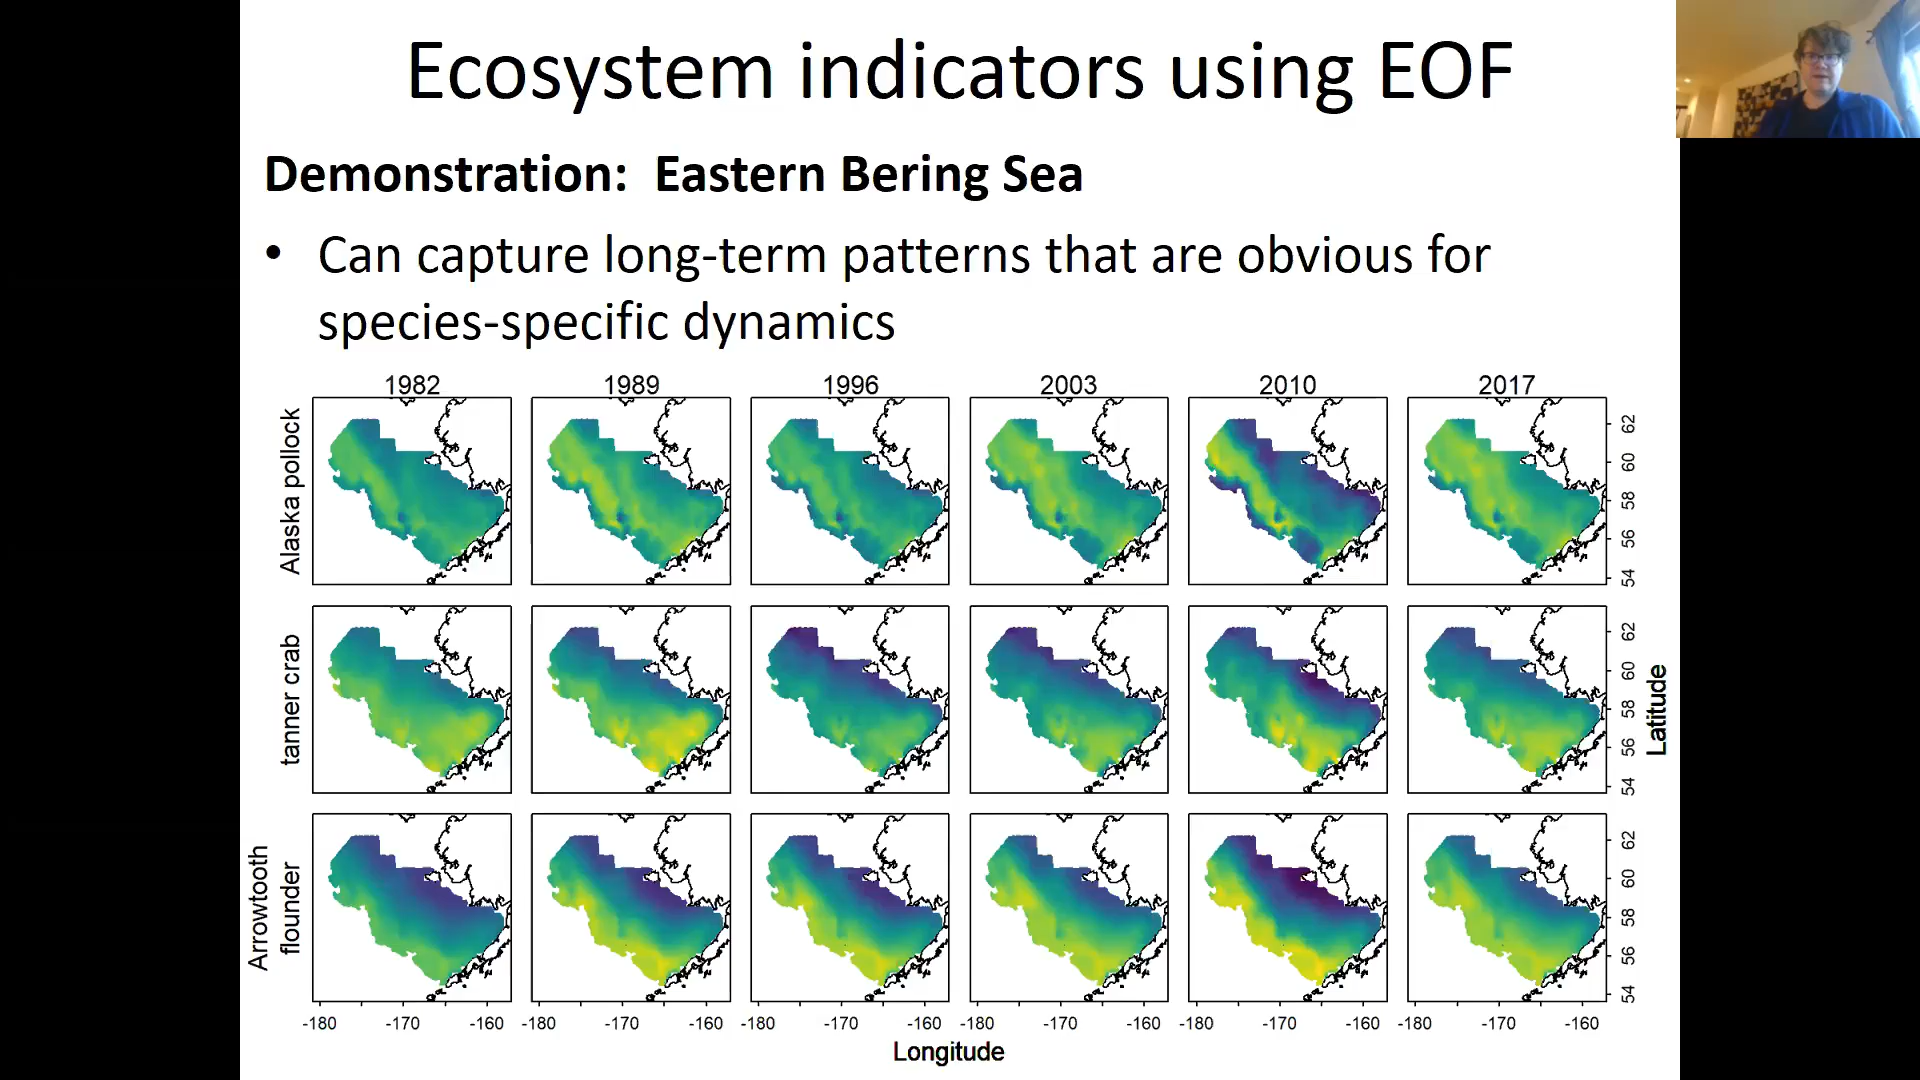 Ecosystem indicators using EOF
Demonstration:  Eastern Bering Sea
• Can capture long-term patterns that are obvious for
species-specific dynamics
1982 1989 1996 2003 2010 2017
Alaska pollock
62
60
58
56
54
tanner crab
62
60
58
56
54
Latitude
Arrowtooth
flounder
62
60
58
56
54
-180 -170 -160 -180 -170 -160 -180 -170 -160 -180 -170 -160 -180 -170 -160 -180 -170 -160
Longitude